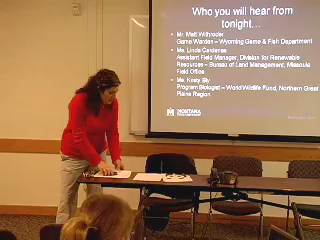 Who you will hear from
tonight…
• Mr. Matt Withroder
Game Warden – Wyoming Game & Fish Department
• Ms. Linda Cardenas
Assistant Field Manager, Division for Renewable
Resources – Bureau of Land Management, Missoula
Field Office
• Ms. Kristy Bly
Program Biologist – World Wildlife Fund, Northern Great
Plains Region
MONTANA